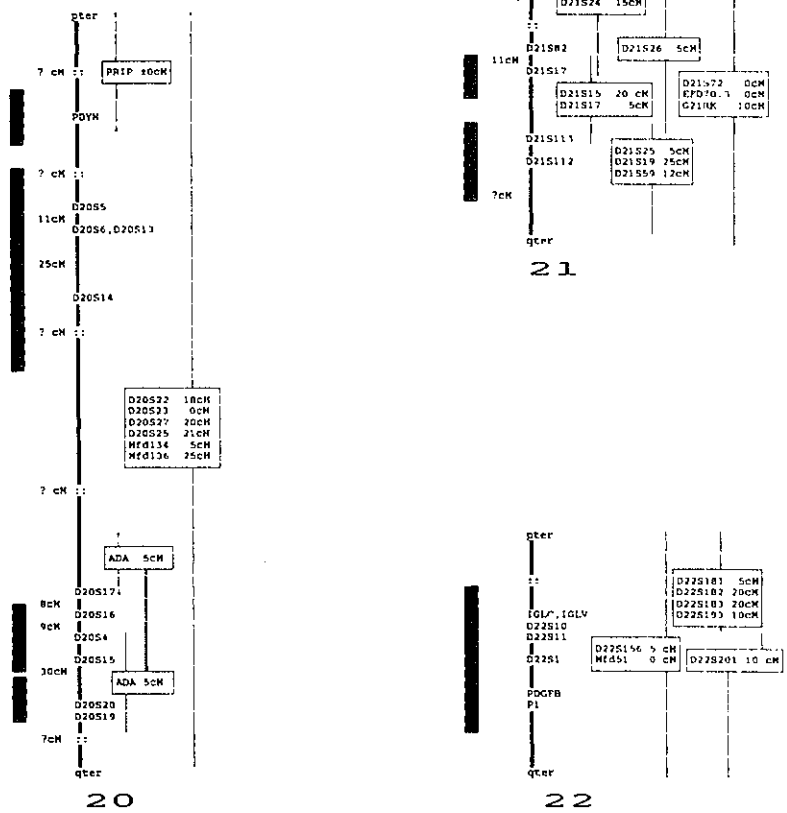 pter
? cM ::
PRIP ±0cM
PDYN
? cM ::
D20S5
11cM
D20S6,D20S13
25cM
D20S14
? cM ::
D20S22 18cM
D20S23 0cM
D20S27 20cM
D20S25 21cM
Mfd134 5cM
Mfd136 25cM
? cM ::
ADA 5cM
D20S17
8cM
D20S16
9cM
D20S4
D20S15
30cM
ADA 5cM
D20S20
D20S19
?cM ::
qter
20
D21S24 15cM
::
D21S82
D21S26 5cM
11cM
D21S17
D21S72 0cM
0cM
10cM
D21S15 20 cM
D21S17 5cM
D21S113
D21S112
D21S25 5cM
D21S19 25cM
D21S59 12cM
?cM
qter
21
pter
::
D22S181 5cM
D22S182 20cM
D22S183 20cM
D22S193 10cM
IGLC,IGLV
D22S10
D22S11
D22S1
D22S156 5 cM
Mfd51 0 cM
D22S201 10 cM
PDGFB
P1
qter
22